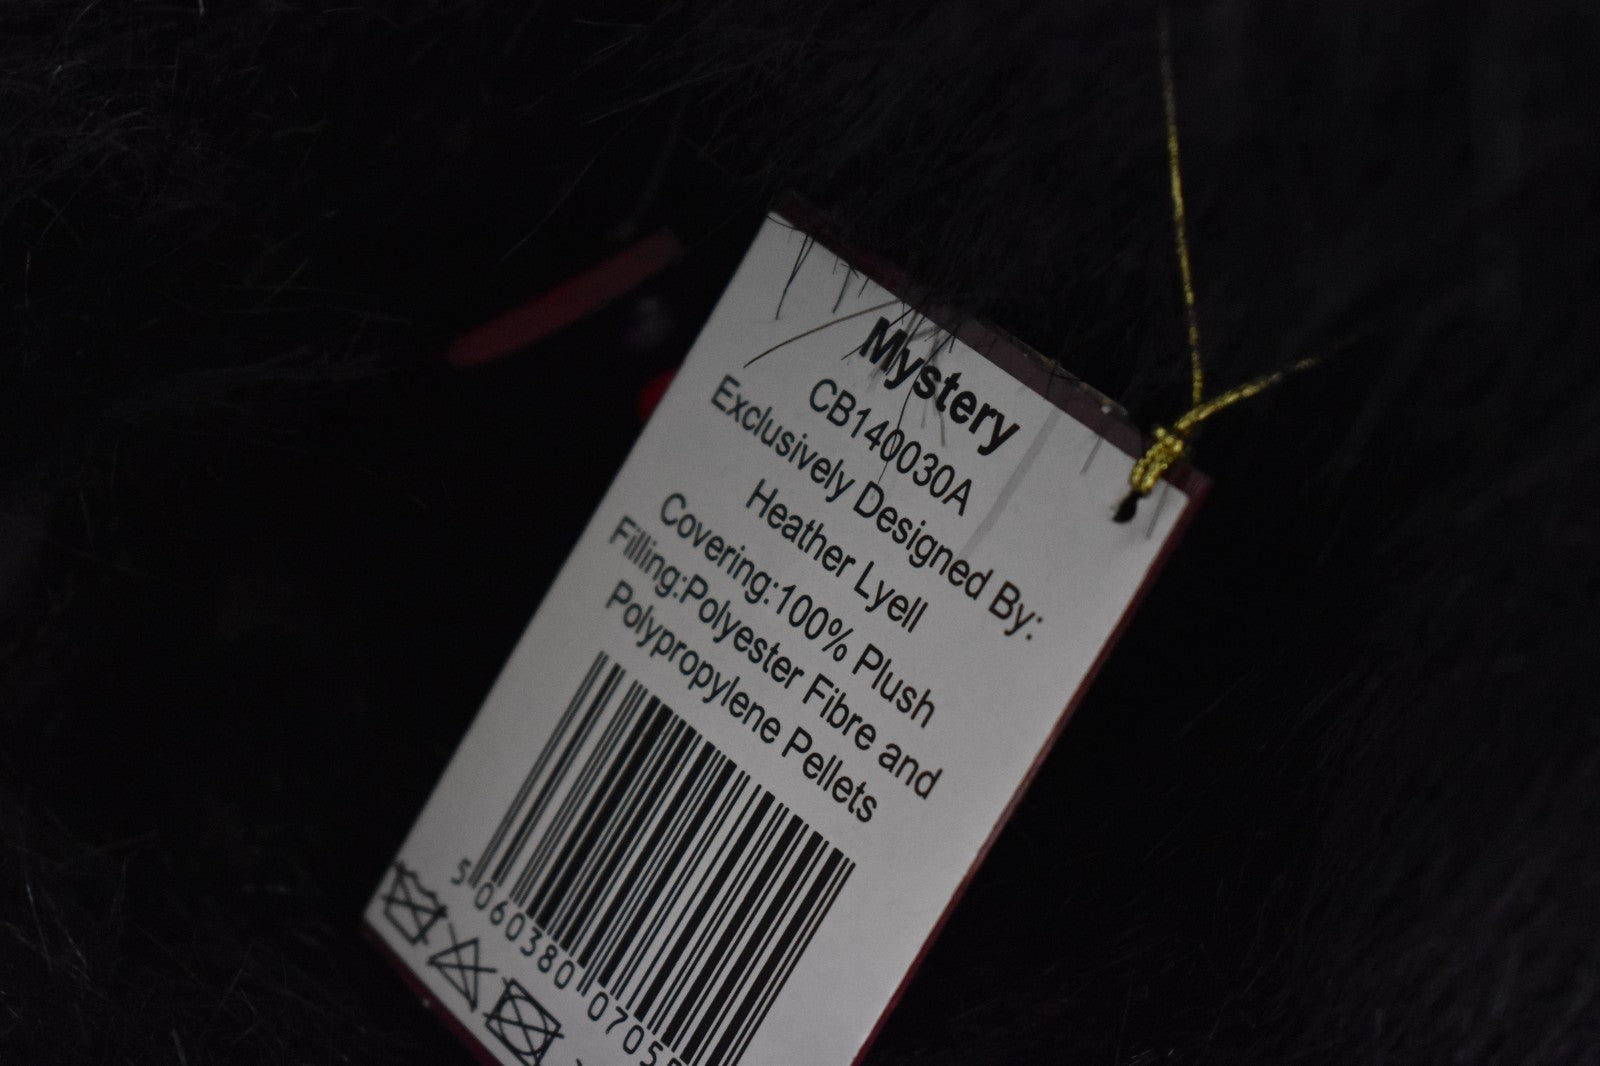 Mystery
CB140030A
Exclusively Designed By:
Heather Lyell
Covering:100% Plush
Filling:Polyester Fibre and
Polypropylene Pellets
5 060380 0705